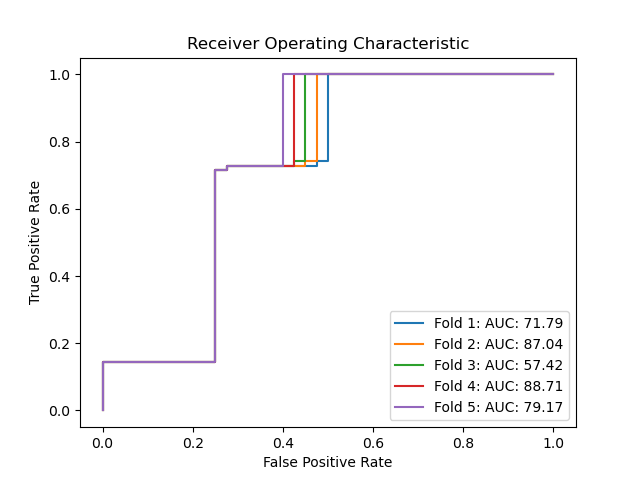 Receiver Operating Characteristic
True Positive Rate
1.0
0.8
0.6
0.4
0.2
0.0
Fold 1: AUC: 71.79
Fold 2: AUC: 87.04
Fold 3: AUC: 57.42
Fold 4: AUC: 88.71
Fold 5: AUC: 79.17
0.0 0.2 0.4 0.6 0.8 1.0
False Positive Rate